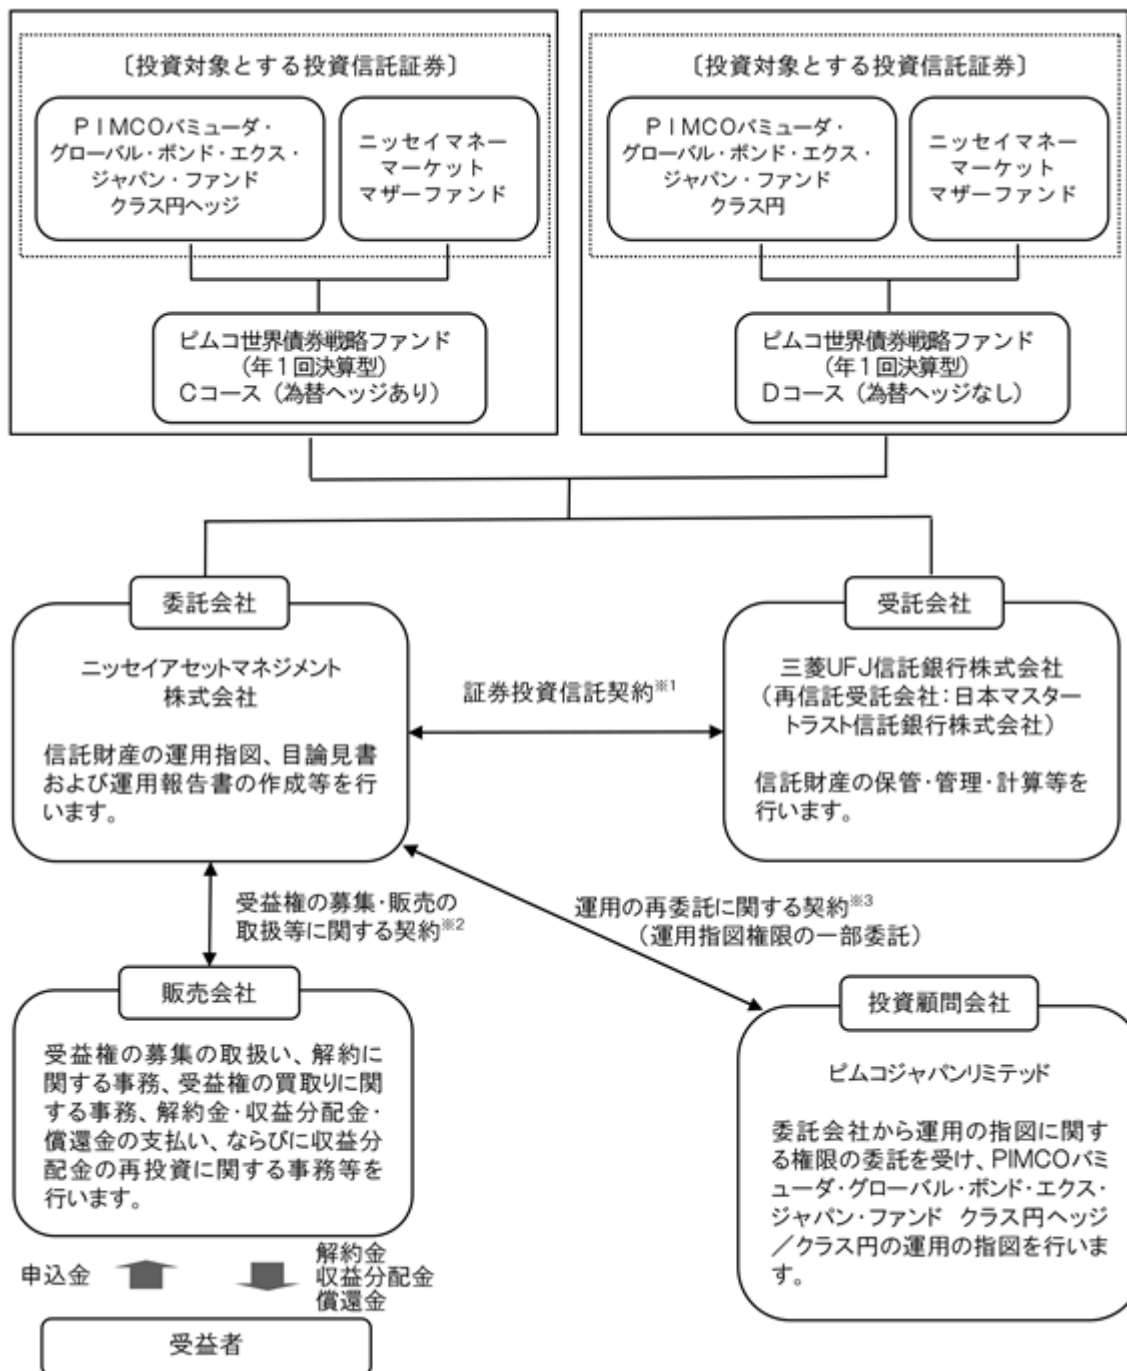 〔投資対象とする投資信託証券〕
ＰＩＭＣＯバミューダ・
グローバル・ボンド・エクス・
ジャパン・ファンド
クラス円ヘッジ
ニッセイマネー
マーケット
マザーファンド
ピムコ世界債券戦略ファンド
（年１回決算型）
Ｃコース（為替ヘッジあり）
〔投資対象とする投資信託証券〕
ＰＩＭＣＯバミューダ・
グローバル・ボンド・エクス・
ジャパン・ファンド
クラス円
ニッセイマネー
マーケット
マザーファンド
ピムコ世界債券戦略ファンド
（年１回決算型）
Ｄコース（為替ヘッジなし）
委託会社
ニッセイアセットマネジメント
株式会社
信託財産の運用指図、目論見書
および運用報告書の作成等を行
います。
証券投資信託契約※1
受託会社
三菱UFJ信託銀行株式会社
（再信託受託会社：日本マスター
トラスト信託銀行株式会社）
信託財産の保管・管理・計算等を
行います。
受益権の募集・販売の
取扱等に関する契約※2
運用の再委託に関する契約※3
（運用指図権限の一部委託）
販売会社
受益権の募集の取扱い、解約に
関する事務、受益権の買取りに関
する事務、解約金・収益分配金・
償還金の支払い、ならびに収益分
配金の再投資に関する事務等を
行います。
投資顧問会社
ピムコジャパンリミテッド
委託会社から運用の指図に関す
る権限の委託を受け、PIMCOバミ
ューダ・グローバル・ボンド・エクス・
ジャパン・ファンド クラス円ヘッジ
／クラス円の運用の指図を行いま
す。
申込金
解約金
収益分配金
償還金
受益者